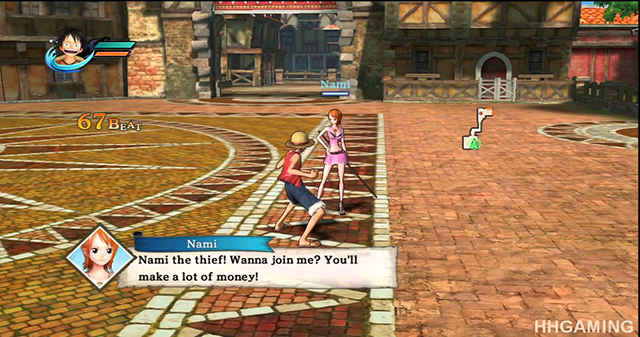 Nami
67 BEAT
Nami
Nami the thief! Wanna join me? You'll
make a lot of money!
HHGAMING